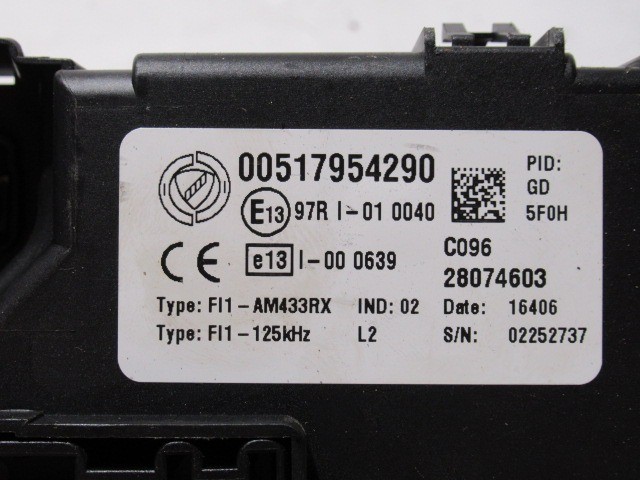 00517954290
PID:
GD
5F0H
E13 97R I-01 0040
C096
CE e13 I-00 0639
28074603
Type: FI1-AM433RX IND: 02 Date: 16406
Type: FI1-125kHz L2 S/N: 02252737